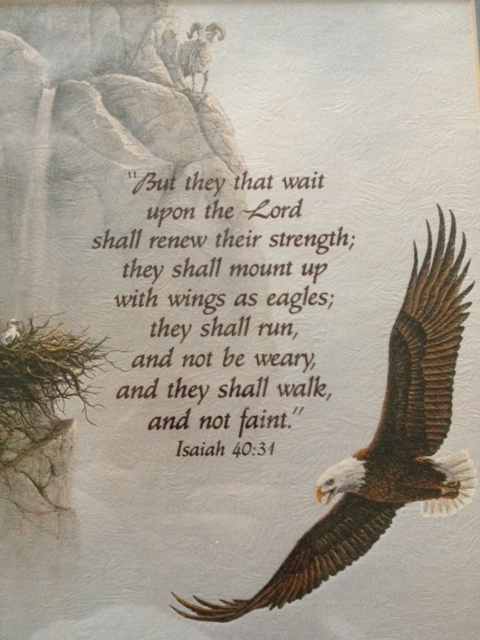 "But they that wait
upon the Lord
shall renew their strength;
they shall mount up
with wings as eagles;
they shall run,
and not be weary,
and they shall walk,
and not faint."
Isaiah 40:31